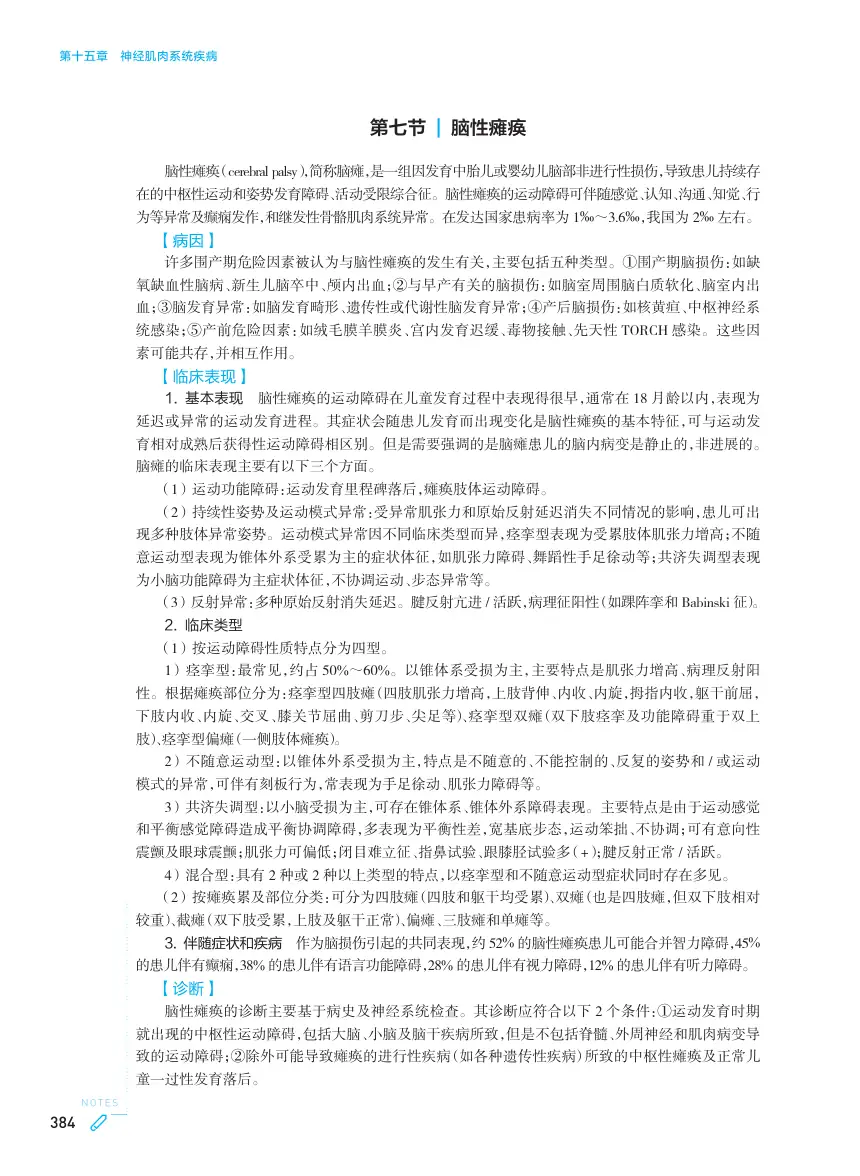 第十五章　神经肌肉系统疾病
第七节 | 脑性瘫痪
脑性瘫痪（cerebral palsy），简称脑瘫，是一组因发育中胎儿或婴幼儿脑部非进行性损伤，导致患儿持续存
在的中枢性运动和姿势发育障碍、活动受限综合征。脑性瘫痪的运动障碍可伴随感觉、认知、沟通、知觉、行
为等异常及癫痫发作，和继发性骨骼肌肉系统异常。在发达国家患病率为 1‰～3.6‰，我国为 2‰ 左右。
【病因】
许多围产期危险因素被认为与脑性瘫痪的发生有关，主要包括五种类型。①围产期脑损伤：如缺
氧缺血性脑病、新生儿脑卒中、颅内出血；②与早产有关的脑损伤：如脑室周围脑白质软化、脑室内出
血；③脑发育异常：如脑发育畸形、遗传性或代谢性脑发育异常；④产后脑损伤：如核黄疸、中枢神经系
统感染；⑤产前危险因素：如绒毛膜羊膜炎、宫内发育迟缓、毒物接触、先天性 TORCH 感染。这些因
素可能共存，并相互作用。
【临床表现】
1. 基本表现　脑性瘫痪的运动障碍在儿童发育过程中表现得很早，通常在 18 月龄以内，表现为
延迟或异常的运动发育进程。其症状会随患儿发育而出现变化是脑性瘫痪的基本特征，可与运动发
育相对成熟后获得性运动障碍相区别。但是需要强调的是脑瘫患儿的脑内病变是静止的，非进展的。
脑瘫的临床表现主要有以下三个方面。
（1）运动功能障碍：运动发育里程碑落后，瘫痪肢体运动障碍。
（2）持续性姿势及运动模式异常：受异常肌张力和原始反射延迟消失不同情况的影响，患儿可出
现多种肢体异常姿势。运动模式异常因不同临床类型而异，痉挛型表现为受累肢体肌张力增高；不随
意运动型表现为锥体外系受累为主的症状体征，如肌张力障碍、舞蹈性手足徐动等；共济失调型表现
为小脑功能障碍为主症状体征，不协调运动、步态异常等。
（3）反射异常：多种原始反射消失延迟。腱反射亢进 / 活跃，病理征阳性（如踝阵挛和 Babinski 征）。
2. 临床类型
（1）按运动障碍性质特点分为四型。
1）痉挛型：最常见，约占 50%～60%。以锥体系受损为主，主要特点是肌张力增高、病理反射阳
性。根据瘫痪部位分为：痉挛型四肢瘫（四肢肌张力增高，上肢背伸、内收、内旋，拇指内收，躯干前屈，
下肢内收、内旋、交叉、膝关节屈曲、剪刀步、尖足等）、痉挛型双瘫（双下肢痉挛及功能障碍重于双上
肢）、痉挛型偏瘫（一侧肢体瘫痪）。
2）不随意运动型：以锥体外系受损为主，特点是不随意的、不能控制的、反复的姿势和 / 或运动
模式的异常，可伴有刻板行为，常表现为手足徐动、肌张力障碍等。
3）共济失调型：以小脑受损为主，可存在锥体系、锥体外系障碍表现。主要特点是由于运动感觉
和平衡感觉障碍造成平衡协调障碍，多表现为平衡性差，宽基底步态，运动笨拙、不协调；可有意向性
震颤及眼球震颤；肌张力可偏低；闭目难立征、指鼻试验、跟膝胫试验多（+）；腱反射正常 / 活跃。
4）混合型：具有 2 种或 2 种以上类型的特点，以痉挛型和不随意运动型症状同时存在多见。
（2）按瘫痪累及部位分类：可分为四肢瘫（四肢和躯干均受累）、双瘫（也是四肢瘫，但双下肢相对
较重）、截瘫（双下肢受累，上肢及躯干正常）、偏瘫、三肢瘫和单瘫等。
3. 伴随症状和疾病　作为脑损伤引起的共同表现，约 52% 的脑性瘫痪患儿可能合并智力障碍，45%
的患儿伴有癫痫，38% 的患儿伴有语言功能障碍，28% 的患儿伴有视力障碍，12% 的患儿伴有听力障碍。
【诊断】
脑性瘫痪的诊断主要基于病史及神经系统检查。其诊断应符合以下 2 个条件：①运动发育时期
就出现的中枢性运动障碍，包括大脑、小脑及脑干疾病所致，但是不包括脊髓、外周神经和肌肉病变导
致的运动障碍；②除外可能导致瘫痪的进行性疾病（如各种遗传性疾病）所致的中枢性瘫痪及正常儿
童一过性发育落后。
NOTES
384